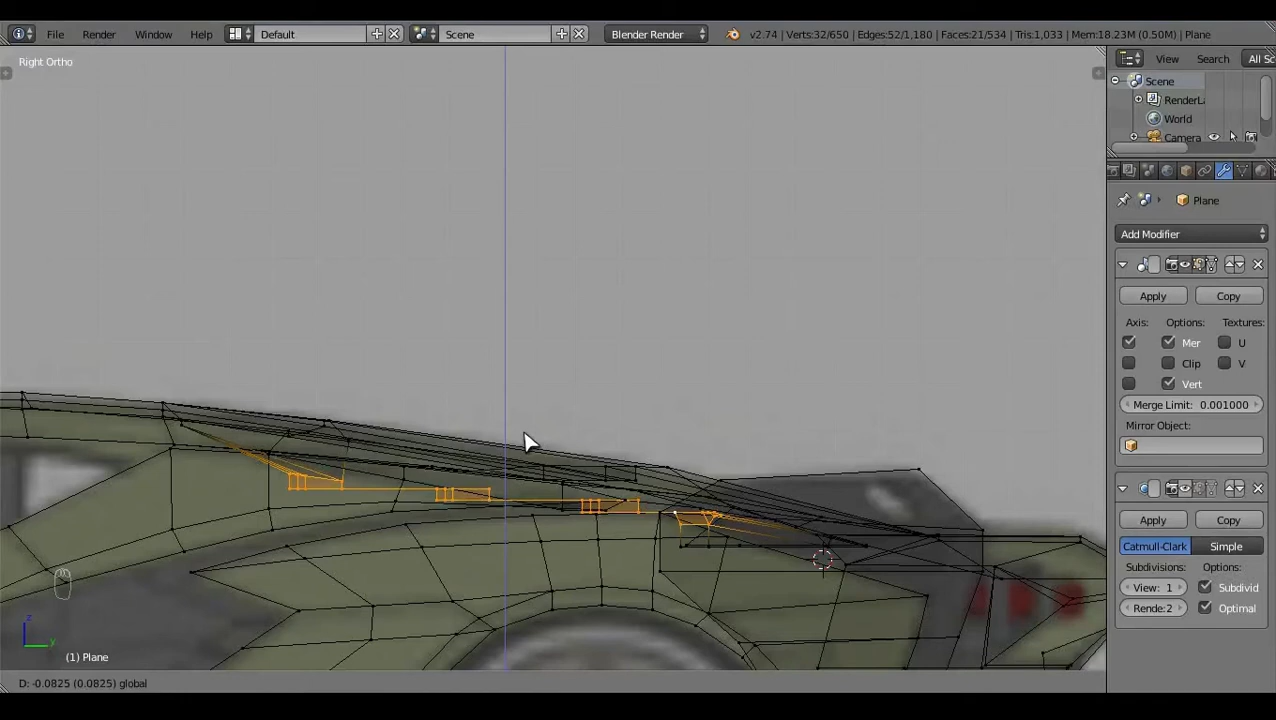 File Render Window Help Default Scene Blender Render v2.74 | Verts:32/650 | Edges:52/1,180 | Faces:21/534 | Tris:1,033 | Mem:18.23M (0.50M) | Plane
Right Ortho
View Search All Sc
Scene
RenderLa
World
Camera
Plane
Add Modifier
Apply Copy
Axis: Options: Textures:
Mer U
Clip V
Vert
Merge Limit: 0.001000
Mirror Object:
Apply Copy
Catmull-Clark Simple
Subdivisions: Options:
View: 1 Subdivid
Rende:2 Optimal
z
y
(1) Plane
D: -0.0825 (0.0825) global